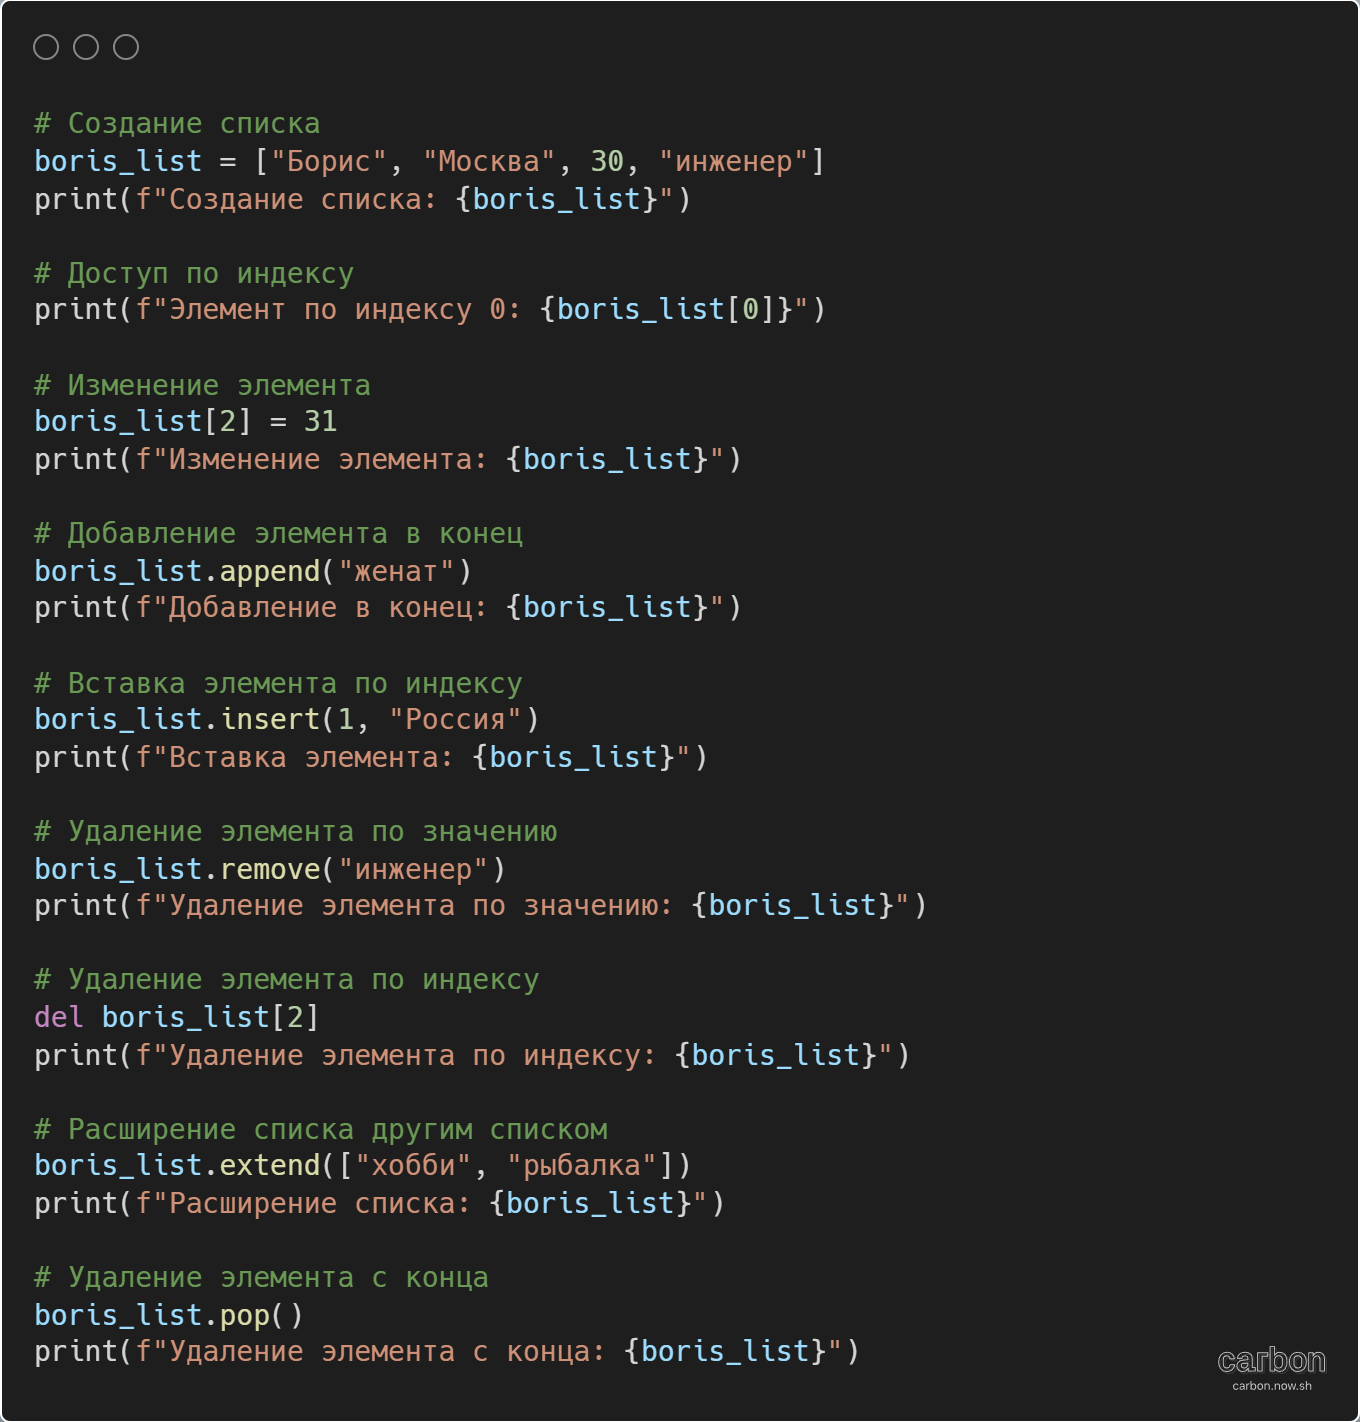 # Создание списка
boris_list = ["Борис", "Москва", 30, "инженер"]
print(f"Создание списка: {boris_list}")
# Доступ по индексу
print(f"Элемент по индексу 0: {boris_list[0]}")
# Изменение элемента
boris_list[2] = 31
print(f"Изменение элемента: {boris_list}")
# Добавление элемента в конец
boris_list.append("женат")
print(f"Добавление в конец: {boris_list}")
# Вставка элемента по индексу
boris_list.insert(1, "Россия")
print(f"Вставка элемента: {boris_list}")
# Удаление элемента по значению
boris_list.remove("инженер")
print(f"Удаление элемента по значению: {boris_list}")
# Удаление элемента по индексу
del boris_list[2]
print(f"Удаление элемента по индексу: {boris_list}")
# Расширение списка другим списком
boris_list.extend(["хобби", "рыбалка"])
print(f"Расширение списка: {boris_list}")
# Удаление элемента с конца
boris_list.pop()
print(f"Удаление элемента с конца: {boris_list}")
carbon
carbon.now.sh